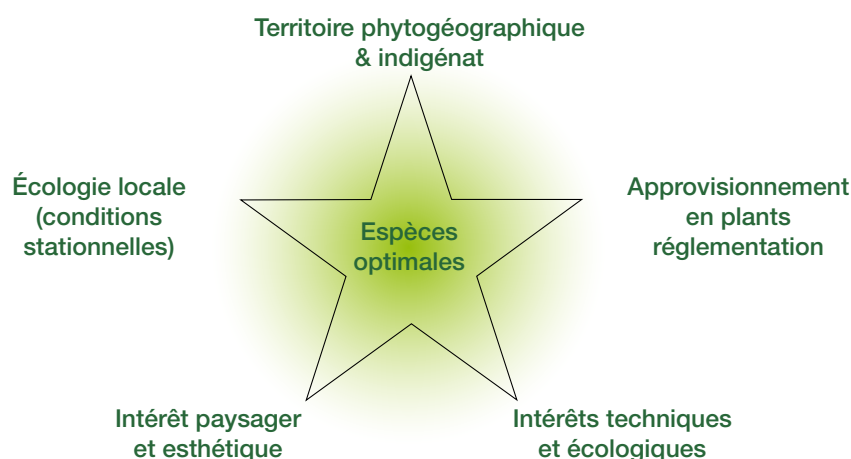 Territoire phytogéographique
& indigénat
Écologie locale
(conditions
stationnelles)
Approvisionnement
en plants
réglementation
Espèces
optimales
Intérêt paysager
et esthétique
Intérêts techniques
et écologiques